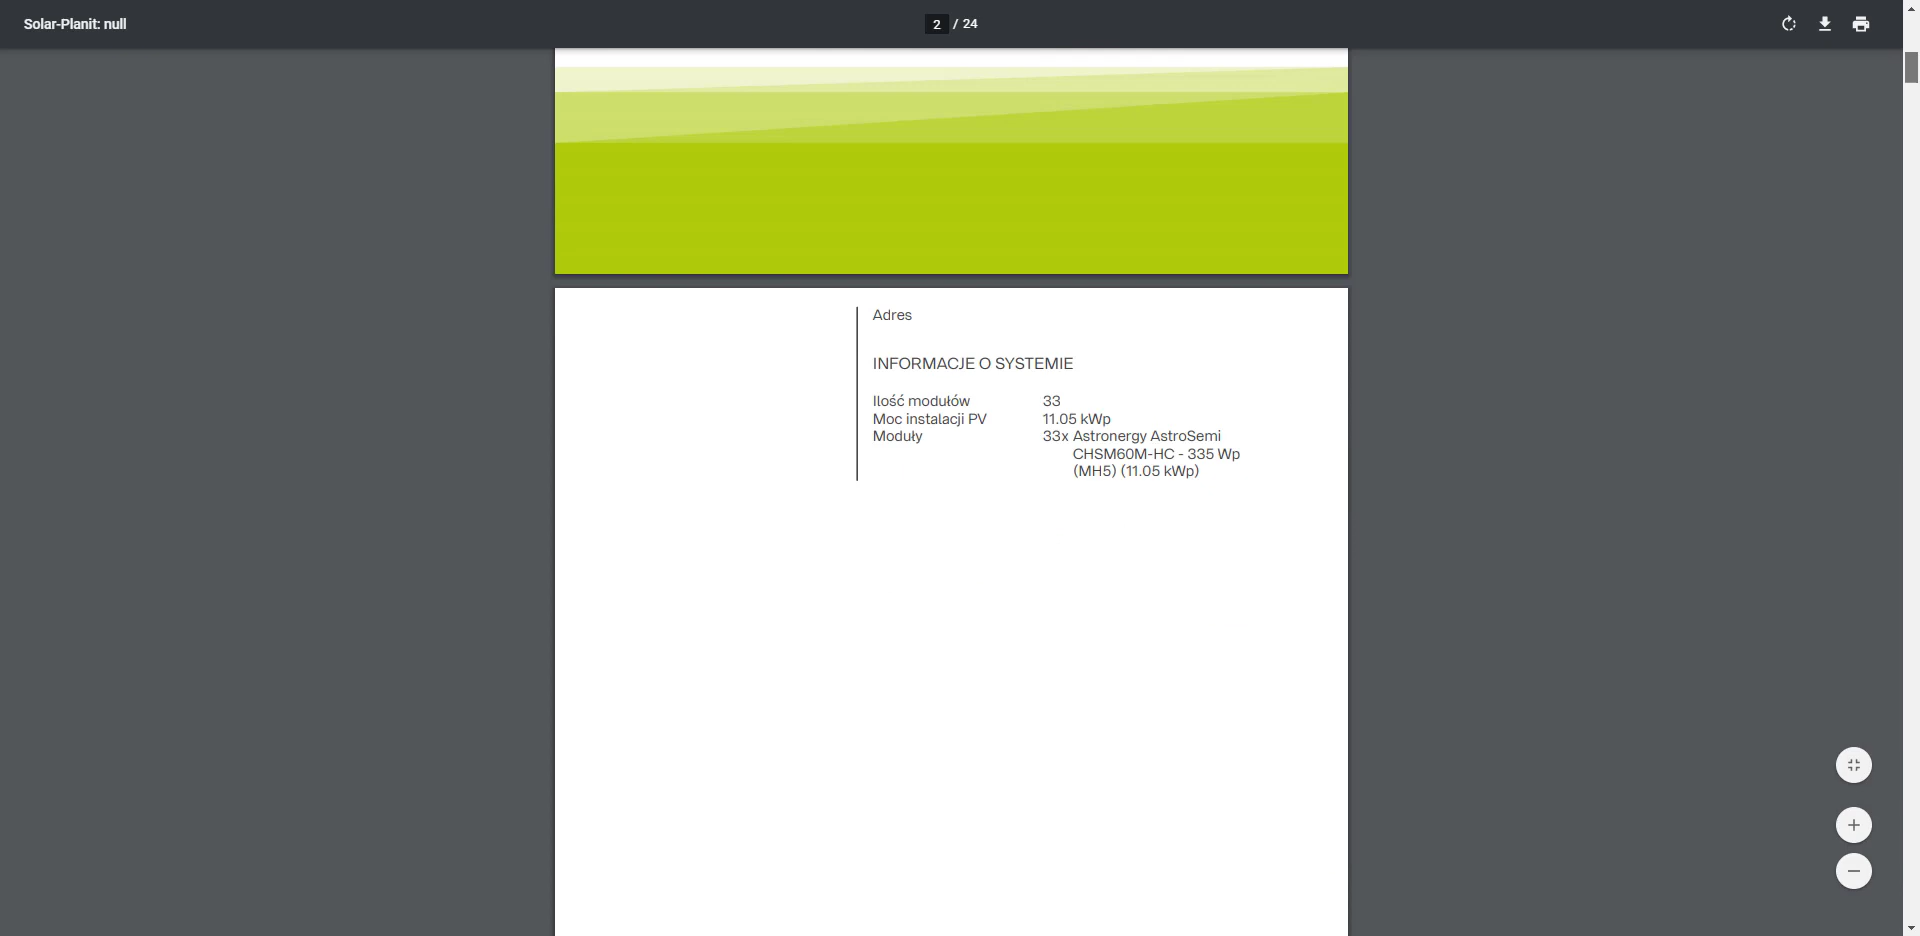 Solar-Planit: null
2 / 24
Adres
INFORMACJE O SYSTEMIE
Ilość modułów 33
Moc instalacji PV 11.05 kWp
Moduły 33x Astronergy AstroSemi
CHSM60M-HC - 335 Wp
(MH5) (11.05 kWp)